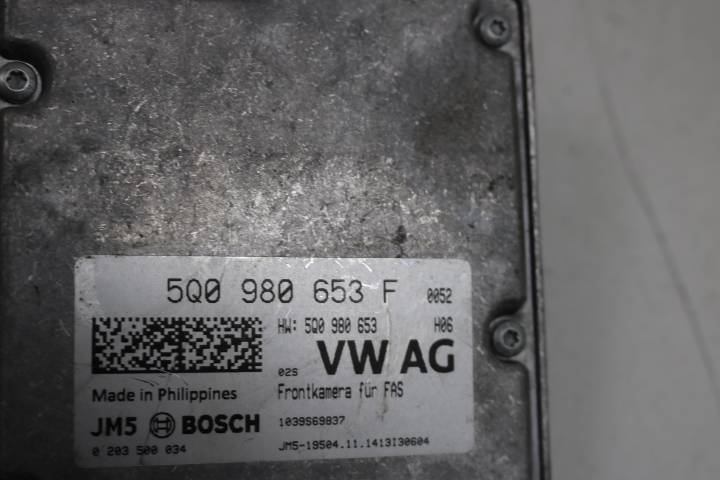 5Q0 980 653 F 0052
HW: 5Q0 980 653 H06
02S VW AG
Made in Philippines Frontkamera für FAS
JM5 BOSCH 1039S69837
0 203 500 034 JM5-19504.11.1413130604